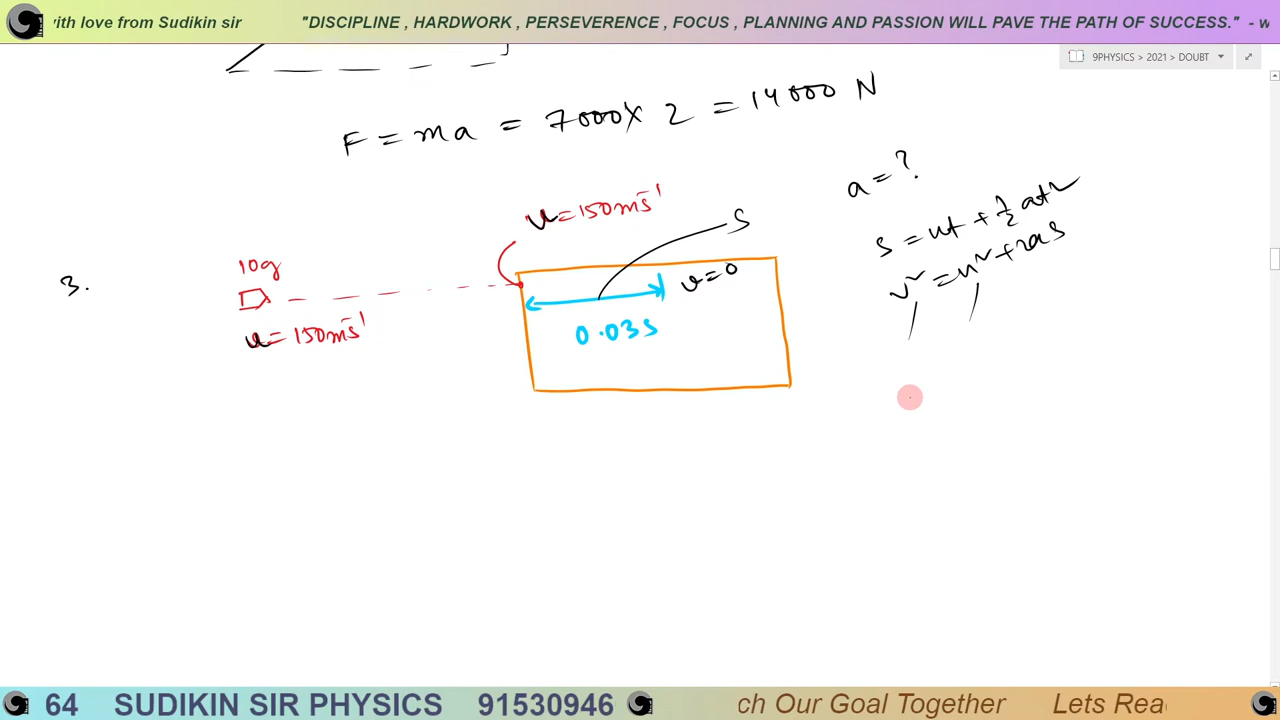 with love from Sudikin sir
"DISCIPLINE , HARDWORK , PERSEVERENCE , FOCUS , PLANNING AND PASSION WILL PAVE THE PATH OF SUCCESS." - w
9PHYSICS > 2021 > DOUBT
F = ma = 7000 X 2 = 14000 N
a = ?
s = ut + ½ at²
v² = u² + 2as
3.
10g
u = 150ms⁻¹
u = 150ms⁻¹
S
v = 0
0.03s
64 SUDIKIN SIR PHYSICS 91530946
ch Our Goal Together Lets Rea